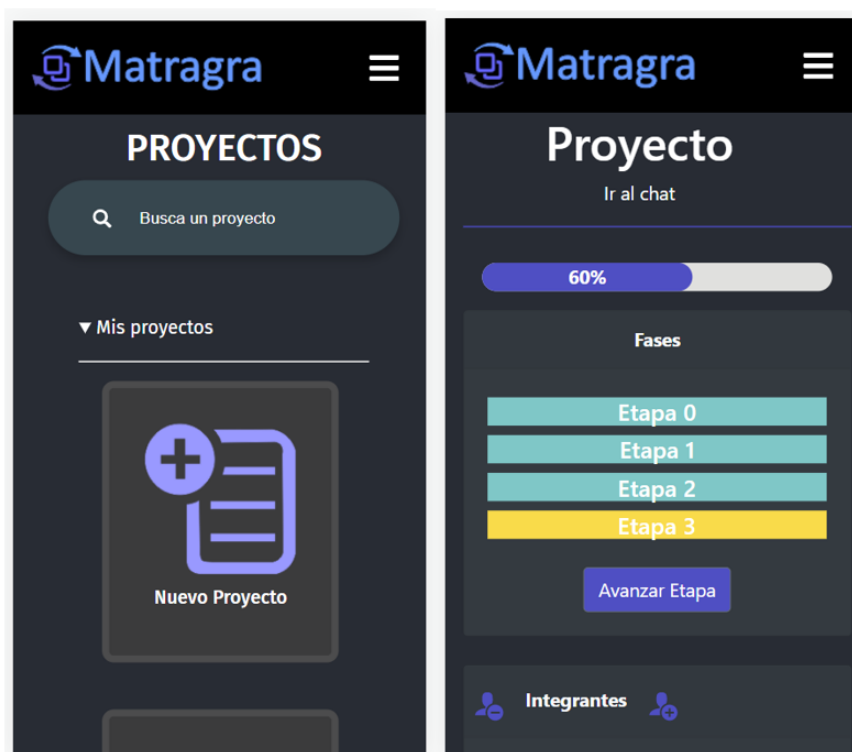 Matagra
PROYECTOS
Busca un proyecto
Mis proyectos
Nuevo Proyecto
Matragra
Proyecto
Ir al chat
60%
Fases
Etapa 0
Etapa 1
Etapa 2
Etapa 3
Avanzar Etapa
Integrantes